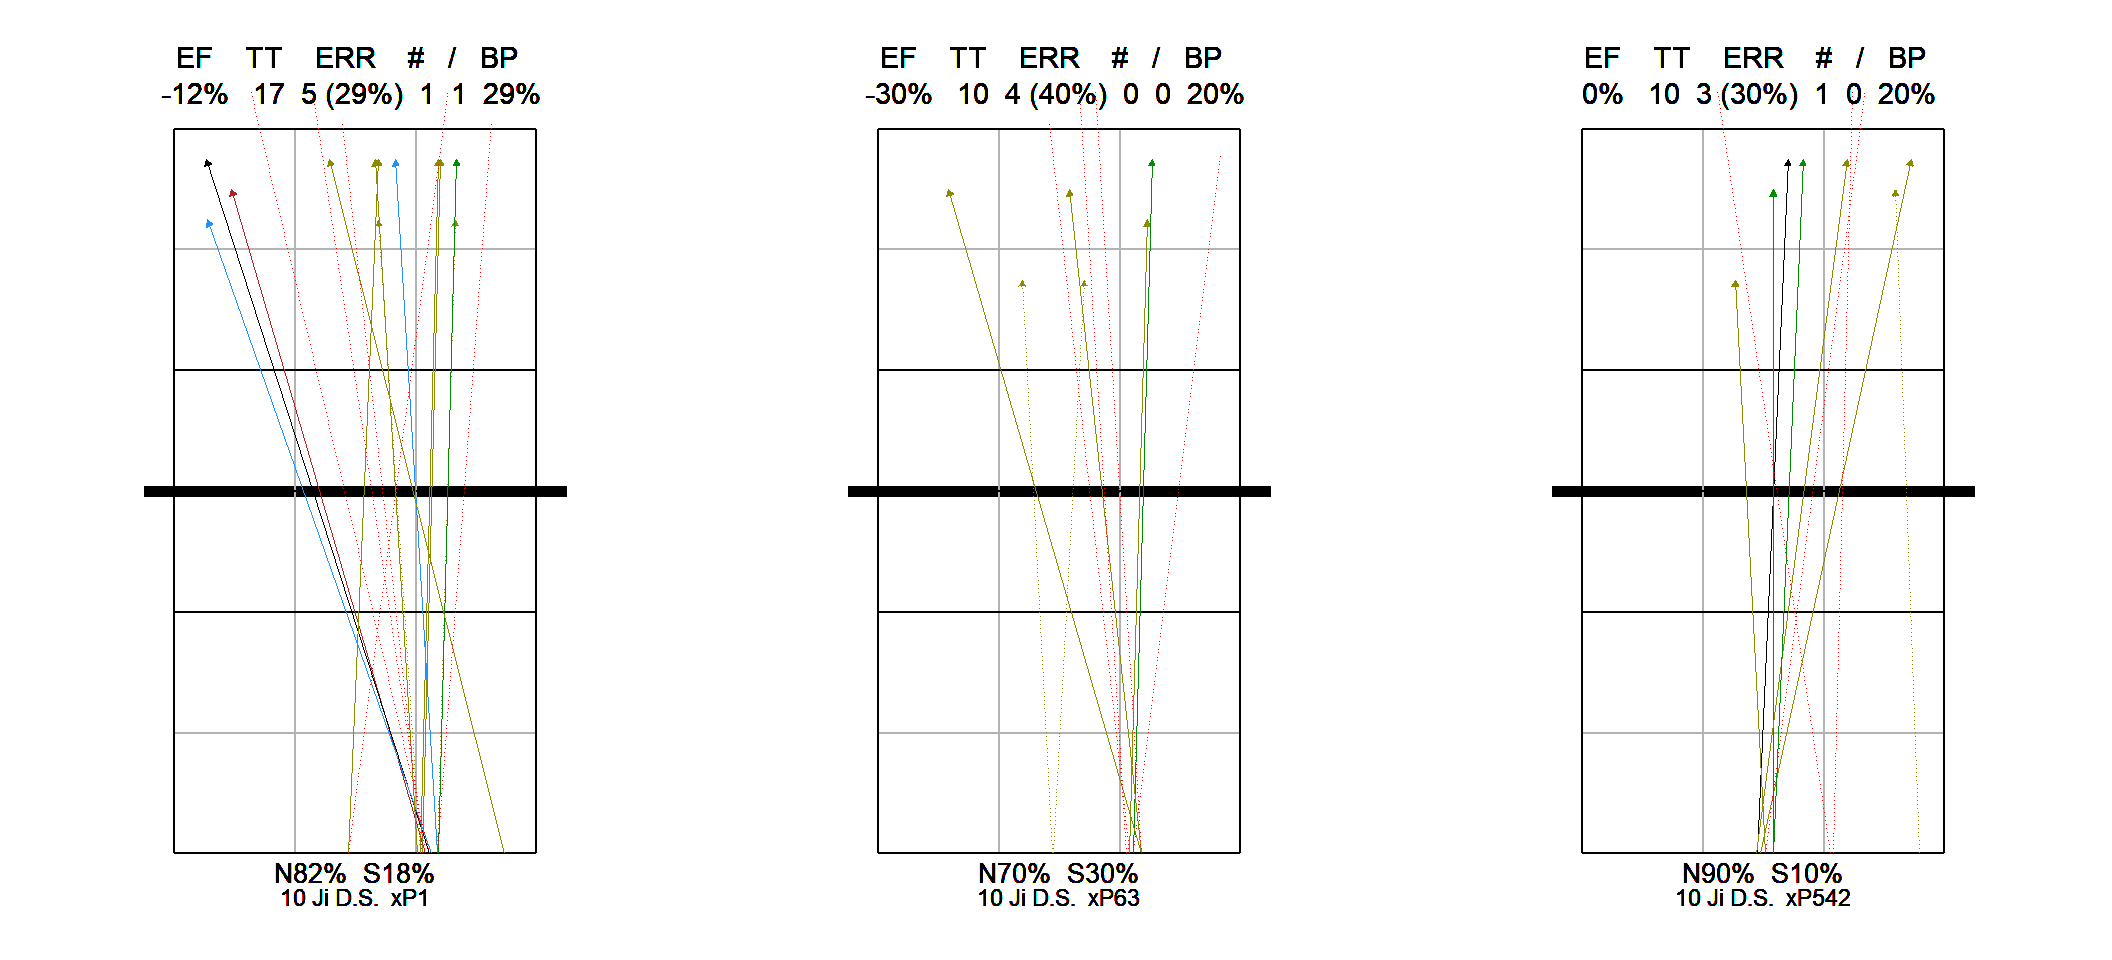 EF TT ERR # / BP
-12% 17 5 (29%) 1 1 29%
N82% S18%
10 Ji D.S. xP1
EF TT ERR # / BP
-30% 10 4 (40%) 0 0 20%
N70% S30%
10 Ji D.S. xP63
EF TT ERR # / BP
0% 10 3 (30%) 1 0 20%
N90% S10%
10 Ji D.S. xP542